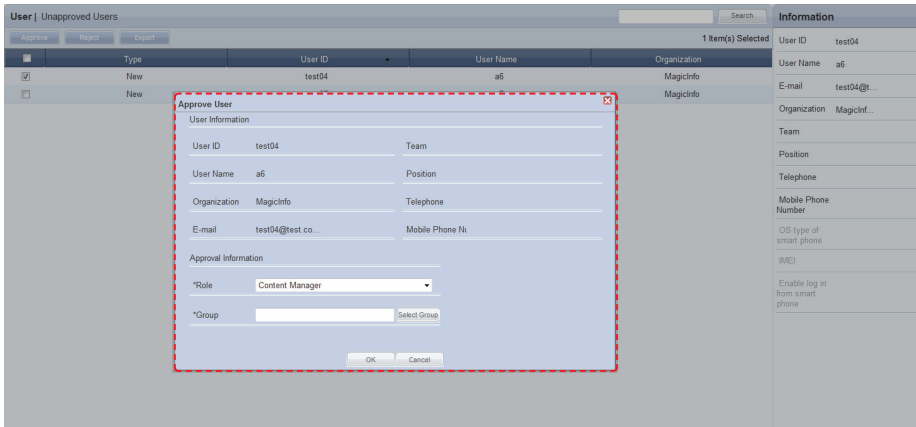 User | Unapproved Users
Search
Approve Reject Export
1 Item(s) Selected
Type User ID User Name Organization
New test04 a6 MagicInfo
New MagicInfo
Approve User
User Information
User ID test04 Team
User Name a6 Position
Organization MagicInfo Telephone
E-mail test04@test.co... Mobile Phone Nu
Approval Information
*Role Content Manager
*Group Select Group
OK Cancel
Information
User ID test04
User Name a6
E-mail test04@t...
Organization MagicInf...
Team
Position
Telephone
Mobile Phone
Number
OS type of
smart phone
IMEI
Enable log in
from smart
phone